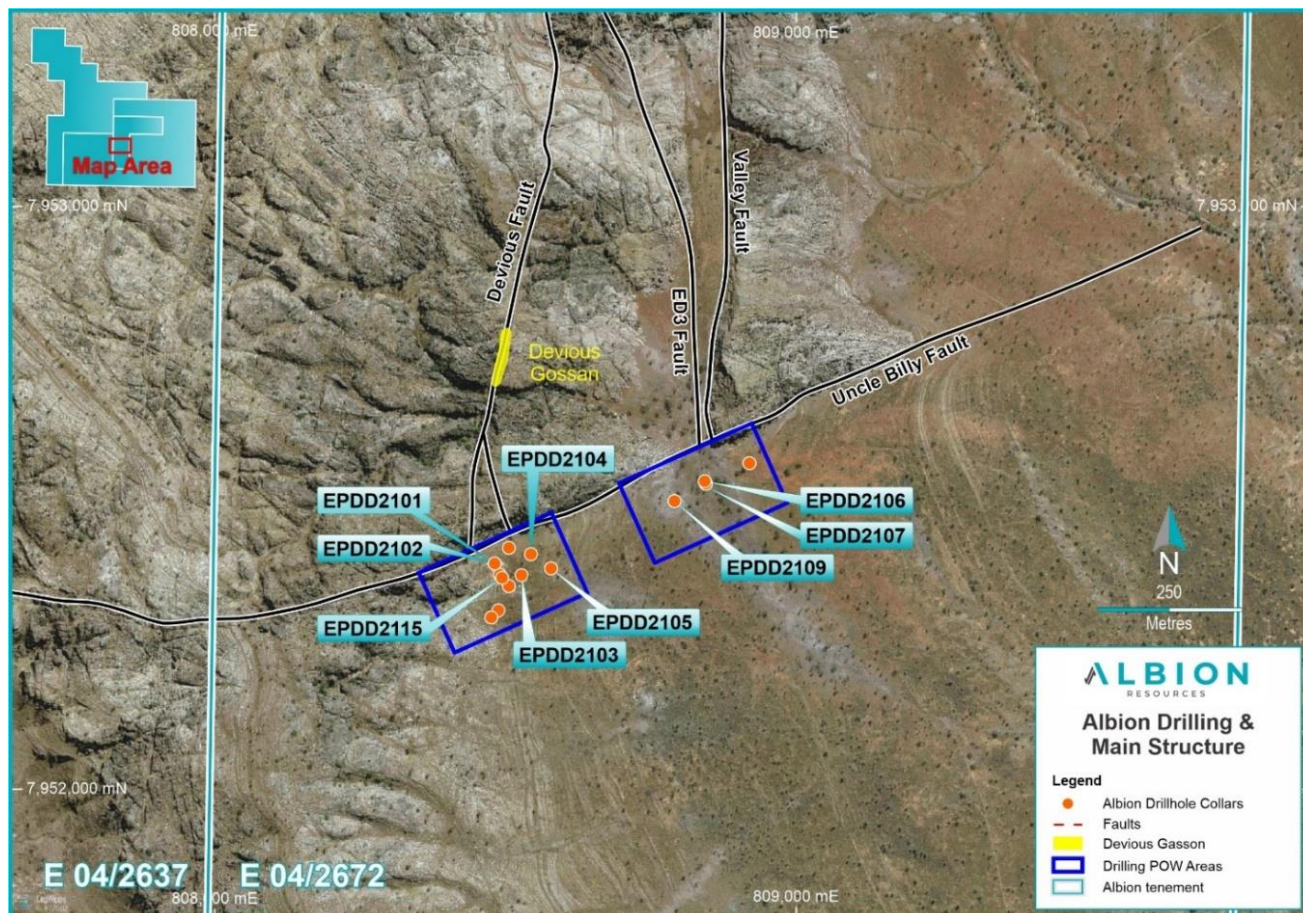 808,000 mE
809,000 mE
Map Area
7,953,000 mN
7,953,000 mN
Devious Fault
ED3 Fault
Valley Fault
Uncle Billy Fault
Devious
Gossan
EPDD2104
EPDD2101
EPDD2102
EPDD2115
EPDD2103
EPDD2105
EPDD2106
EPDD2107
EPDD2109
N
250
Metres
7,952,000 mN
ALBION
RESOURCES
Albion Drilling &
Main Structure
Legend
Albion Drillhole Collars
Faults
Devious Gasson
Drilling POW Areas
Albion tenement
E 04/2637
E 04/2672
808,000 mE
809,000 mE